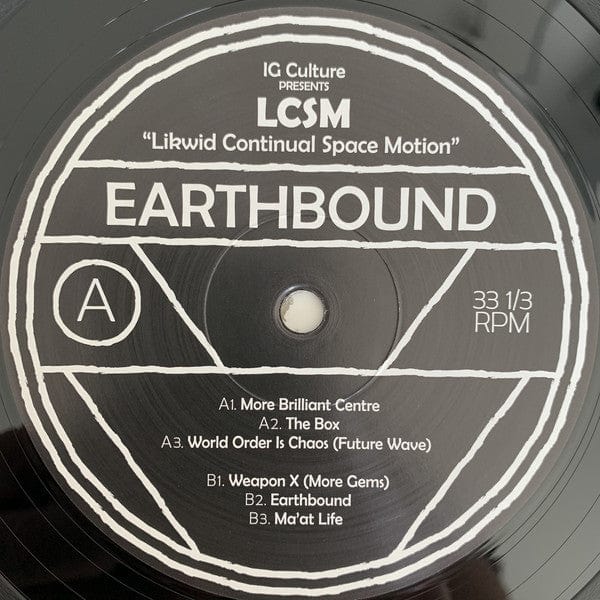 IG Culture
PRESENTS
LCSM
“Likwid Continual Space Motion”
EARTHBOUND
A
33 1/3
RPM
A1. More Brilliant Centre
A2. The Box
A3. World Order Is Chaos (Future Wave)
B1. Weapon X (More Gems)
B2. Earthbound
B3. Ma'at Life